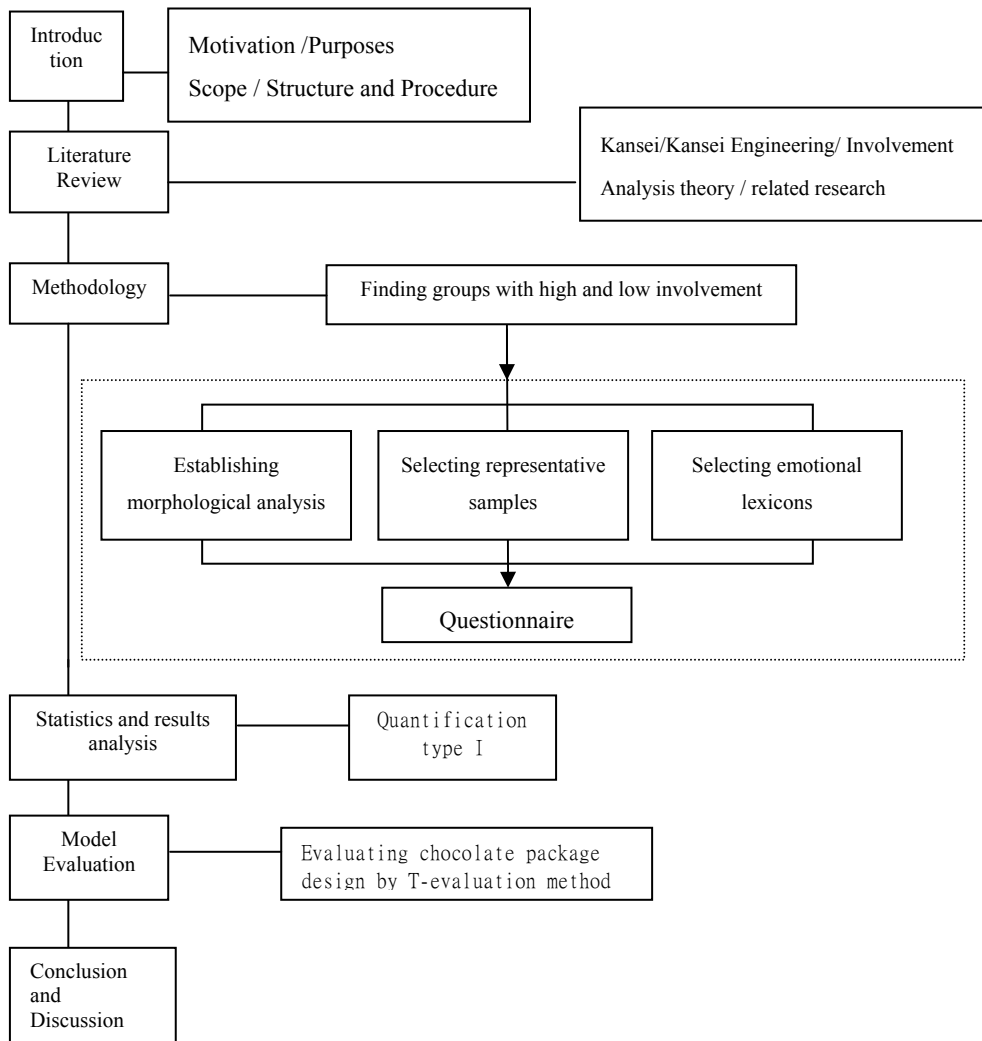 Introduc
tion
Motivation /Purposes
Scope / Structure and Procedure
Literature
Review
Kansei/Kansei Engineering/ Involvement
Analysis theory / related research
Methodology
Finding groups with high and low involvement
Establishing
morphological analysis
Selecting representative
samples
Selecting emotional
lexicons
Questionnaire
Statistics and results
analysis
Quantification
type I
Model
Evaluation
Evaluating chocolate package
design by T-evaluation method
Conclusion
and
Discussion